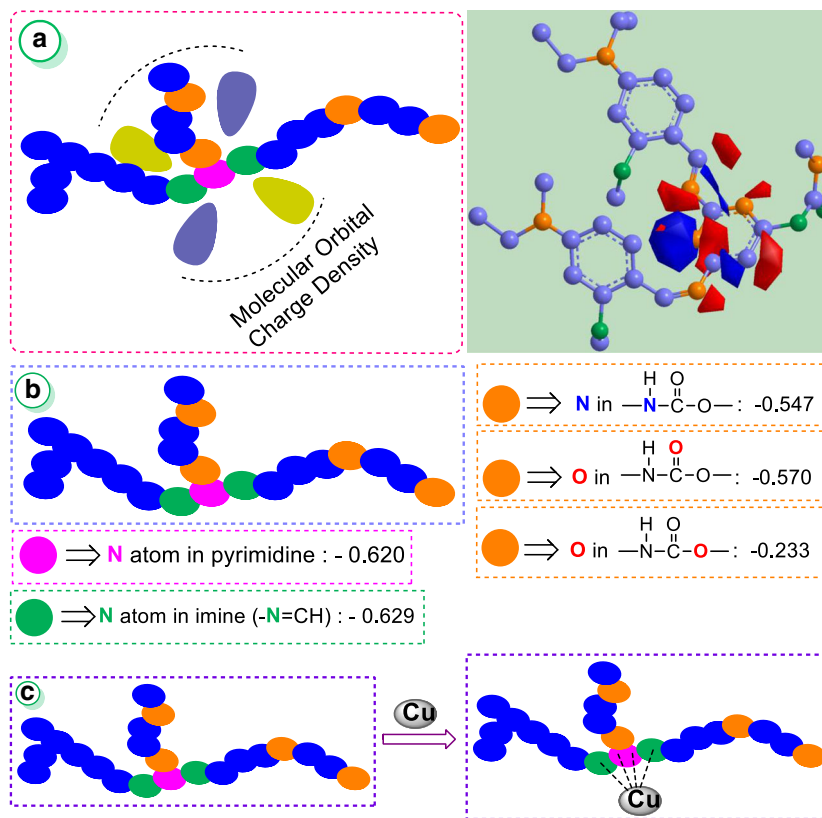 a
Molecular Orbital
Charge Density
b
N in —N—C—O— : -0.547
H O
O in —N—C—O— : -0.570
H O
O in —N—C—O— : -0.233
H O
N atom in pyrimidine : - 0.620
N atom in imine (-N=CH) : - 0.629
c
Cu
Cu